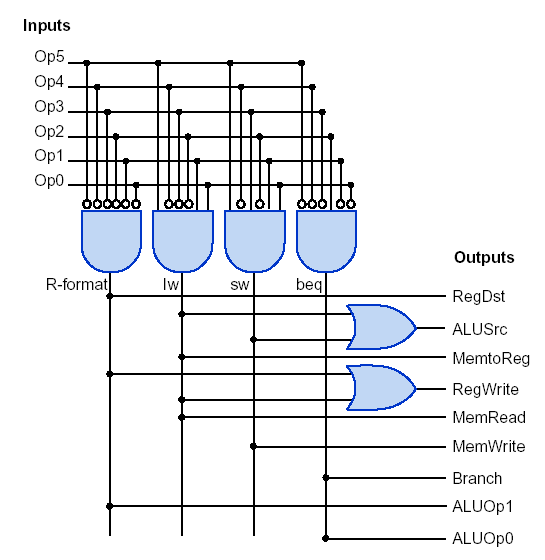 Inputs
Op5
Op4
Op3
Op2
Op1
Op0
R-format
lw
sw
beq
Outputs
RegDst
ALUSrc
MemtoReg
RegWrite
MemRead
MemWrite
Branch
ALUOp1
ALUOp0